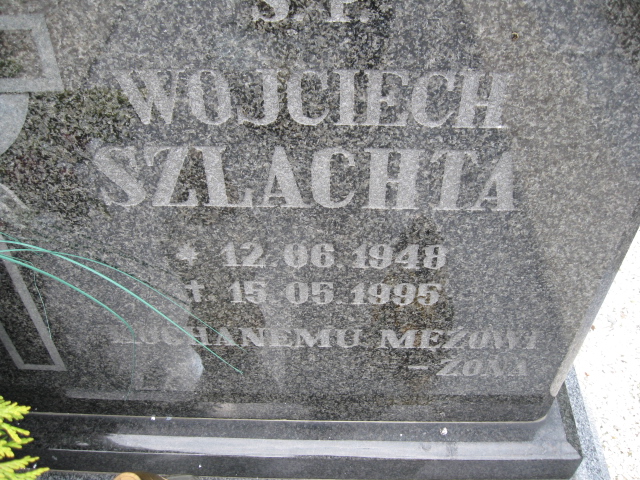 Ś. P.
WOJCIECH
SZLACHTA
* 12. 06. 1948
† 15. 05. 1995
KOCHANEMU MĘŻOWI
– ŻONA